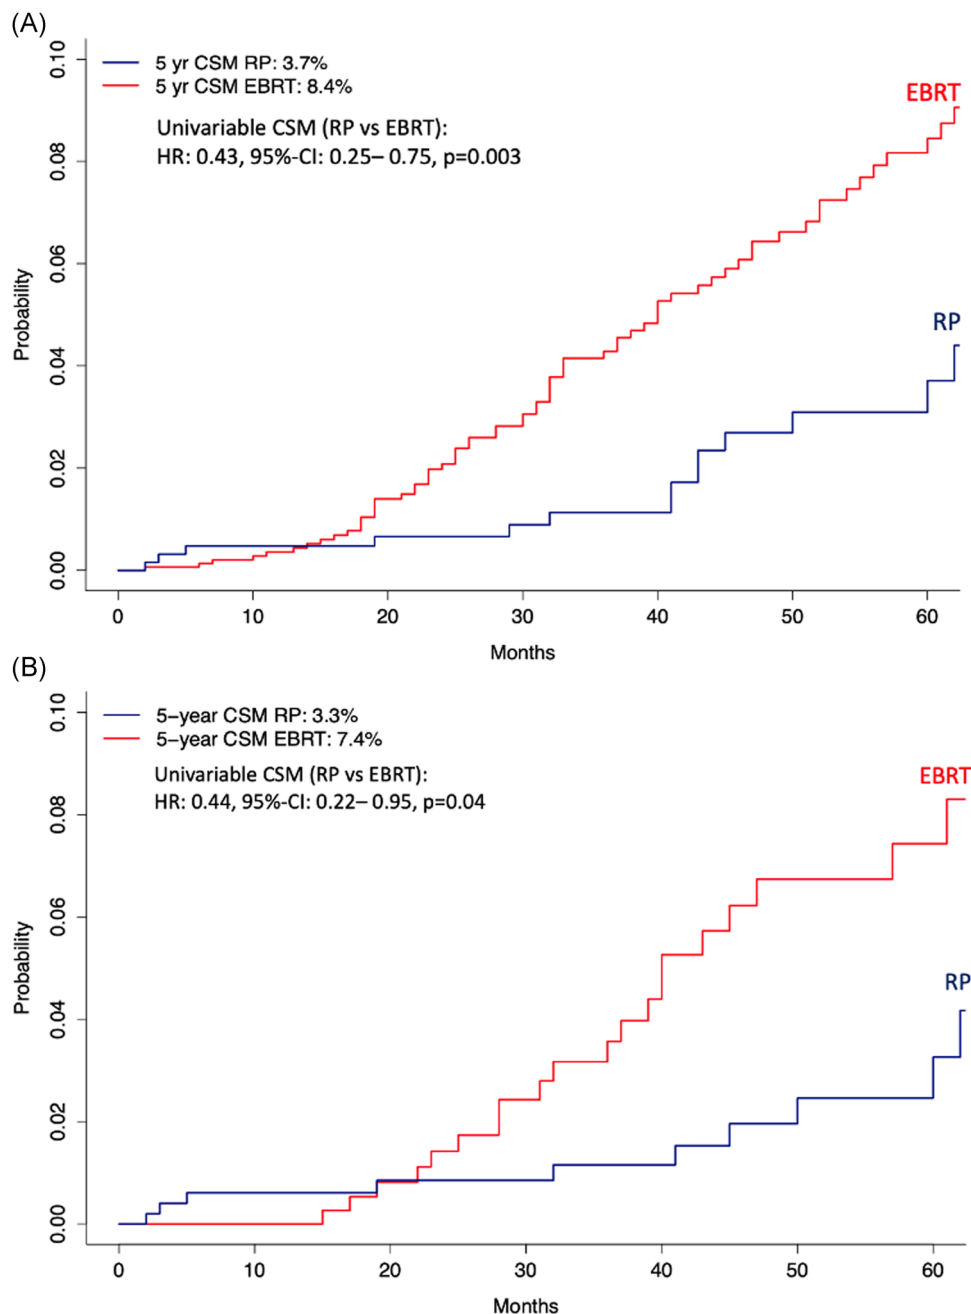 (A)
5 yr CSM RP: 3.7%
5 yr CSM EBRT: 8.4%
Univariable CSM (RP vs EBRT):
HR: 0.43, 95%-CI: 0.25– 0.75, p=0.003
EBRT
RP
Probability
0.10
0.08
0.06
0.04
0.02
0.00
0 10 20 30 40 50 60
Months
(B)
5−year CSM RP: 3.3%
5−year CSM EBRT: 7.4%
Univariable CSM (RP vs EBRT):
HR: 0.44, 95%-CI: 0.22– 0.95, p=0.04
EBRT
RP
Probability
0.10
0.08
0.06
0.04
0.02
0.00
0 10 20 30 40 50 60
Months